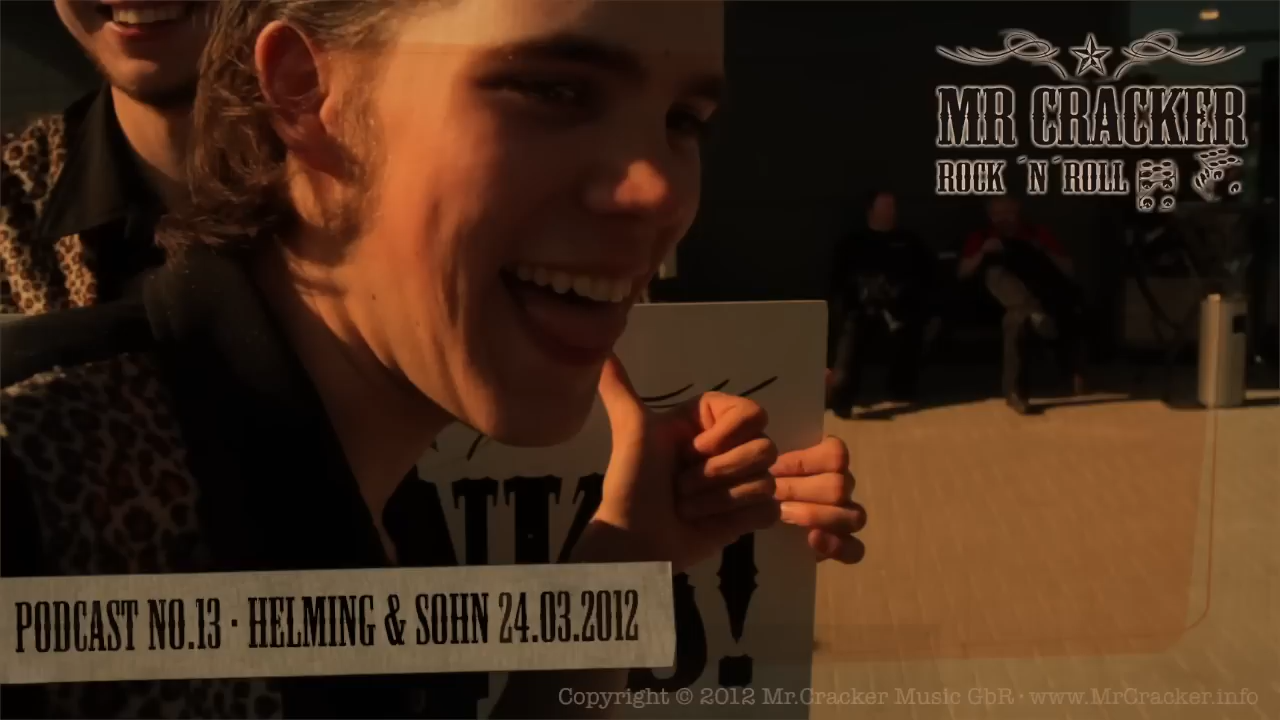 MR CRACKER
ROCK ´N´ROLL
PODCAST NO.13 · HELMING & SOHN 24.03.2012
Copyright © 2012 Mr.Cracker Music GbR · www.MrCracker.info